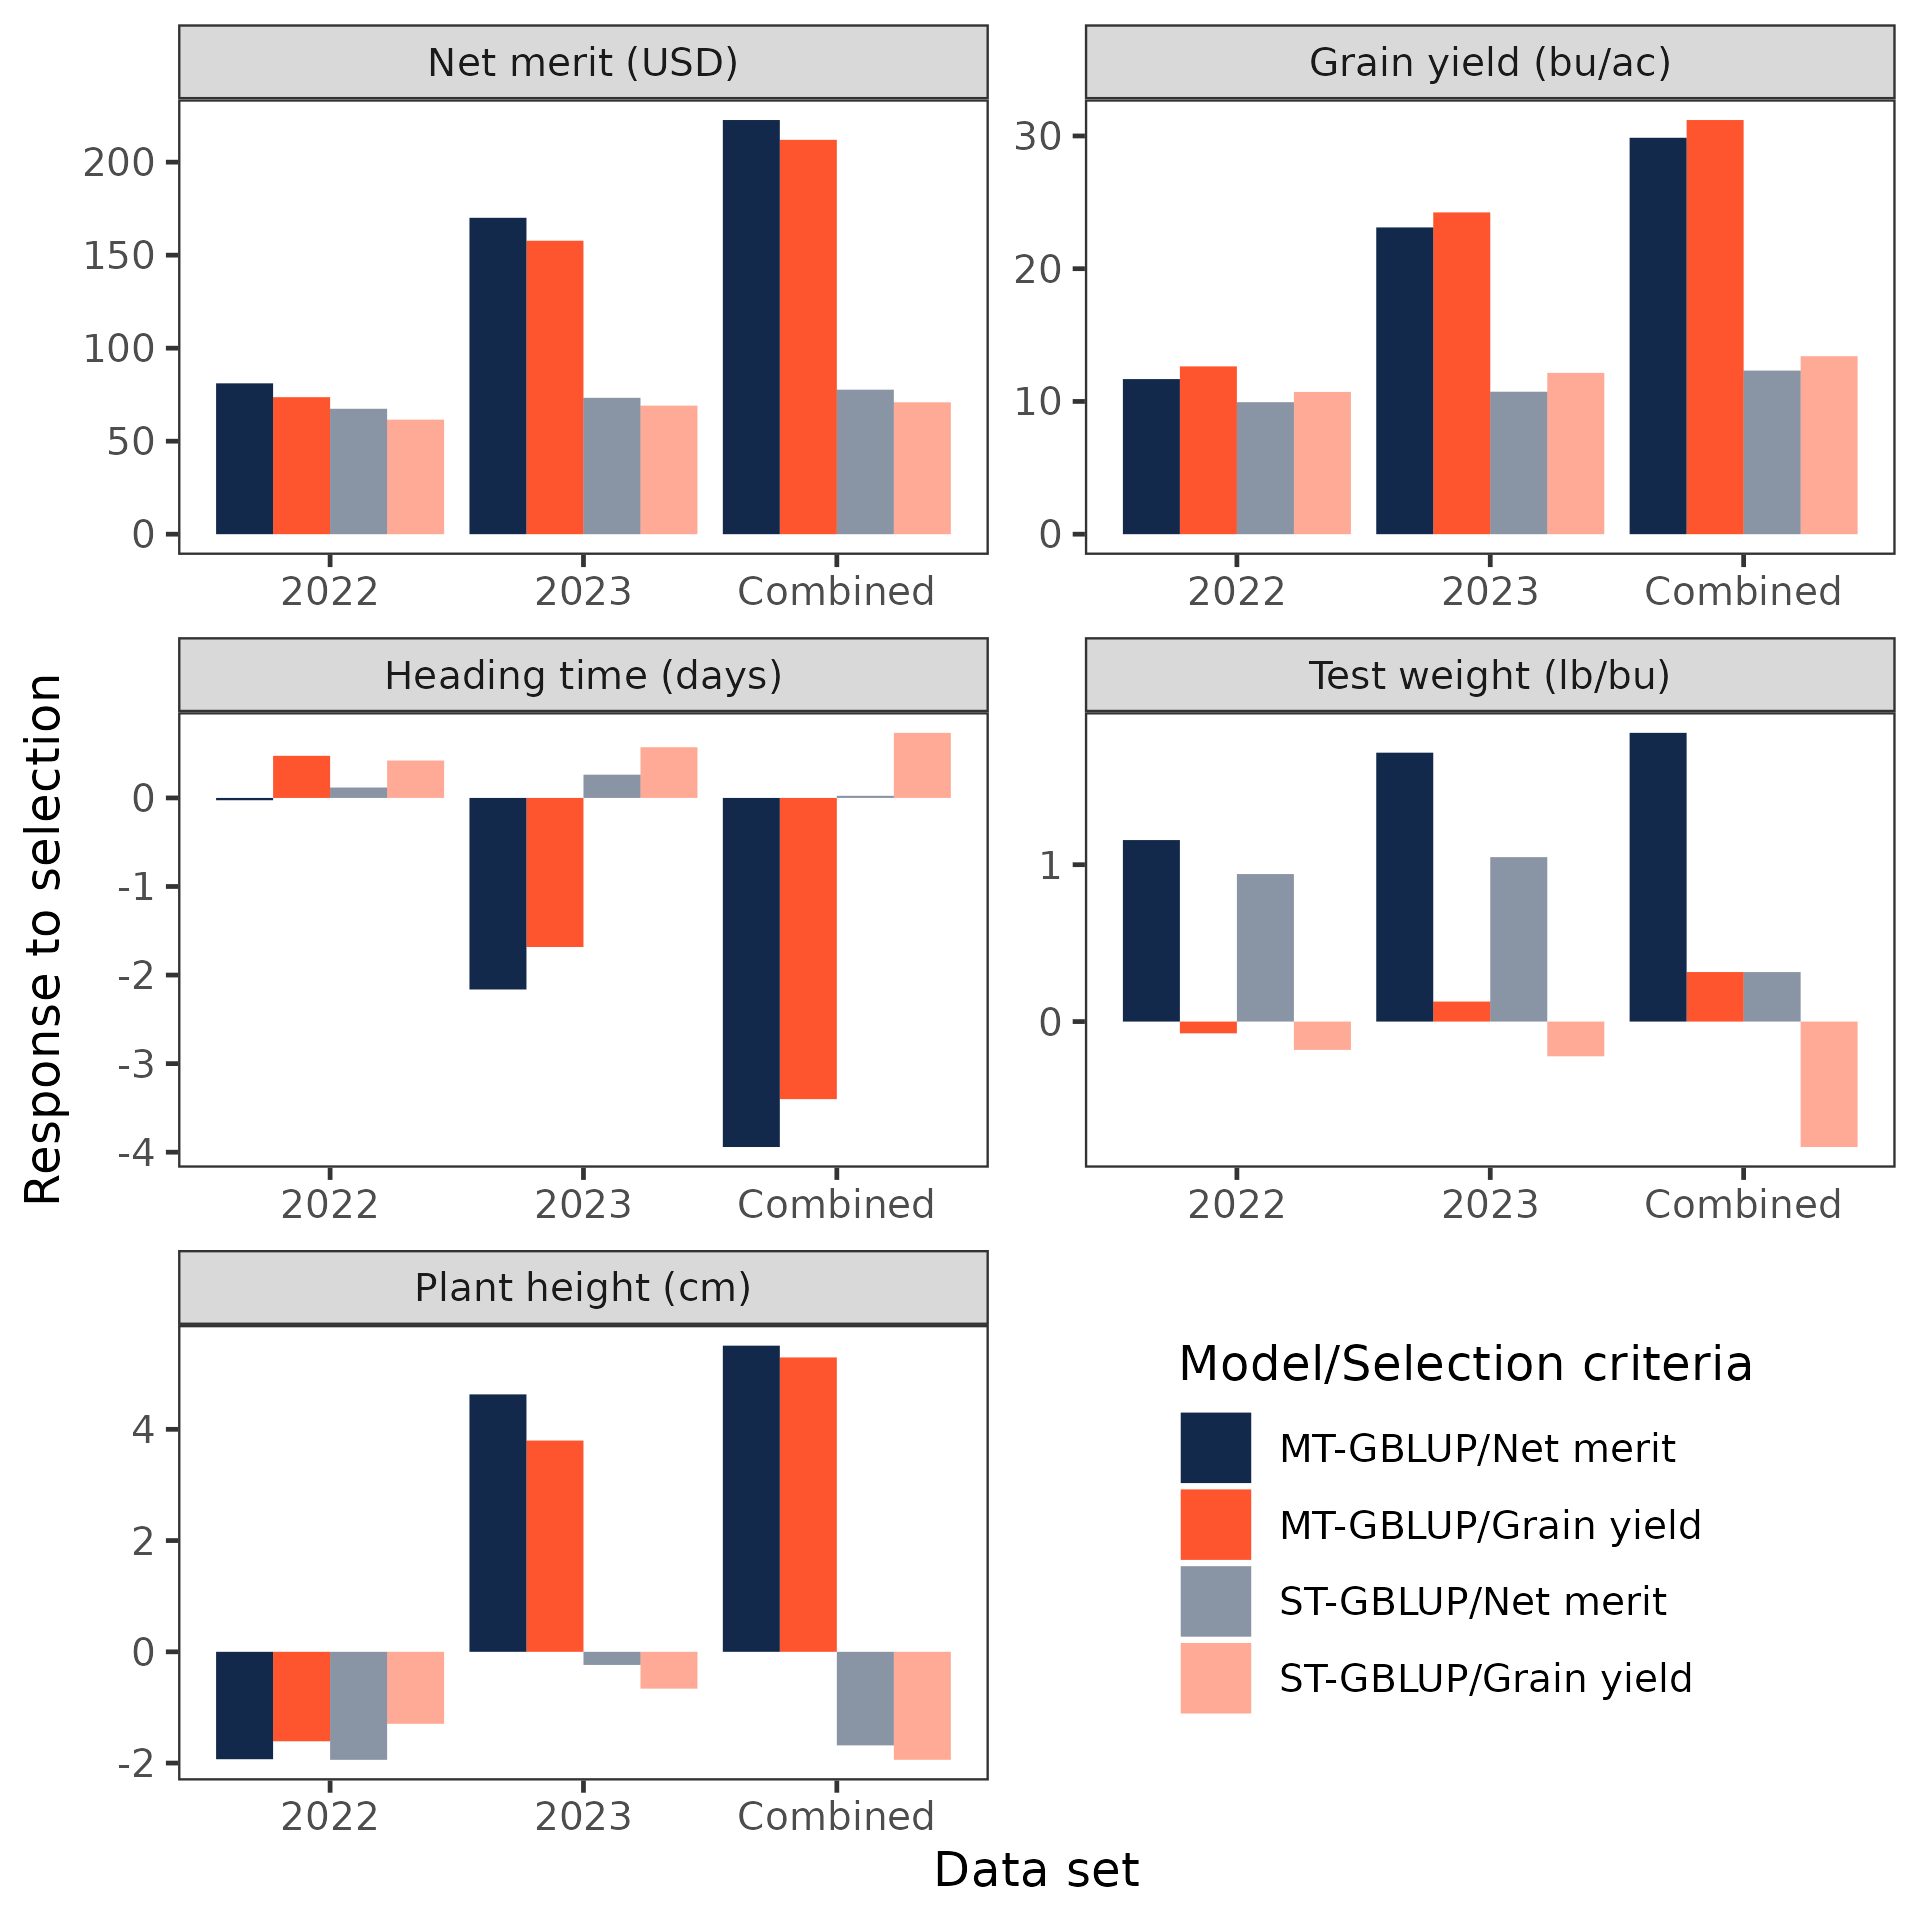 Net merit (USD)
Grain yield (bu/ac)
200
150
100
50
0
30
20
10
0
2022 2023 Combined
2022 2023 Combined
Response to selection
Heading time (days)
Test weight (lb/bu)
0
-1
-2
-3
-4
1
0
2022 2023 Combined
2022 2023 Combined
Plant height (cm)
4
2
0
-2
2022 2023 Combined
Model/Selection criteria
MT-GBLUP/Net merit
MT-GBLUP/Grain yield
ST-GBLUP/Net merit
ST-GBLUP/Grain yield
Data set